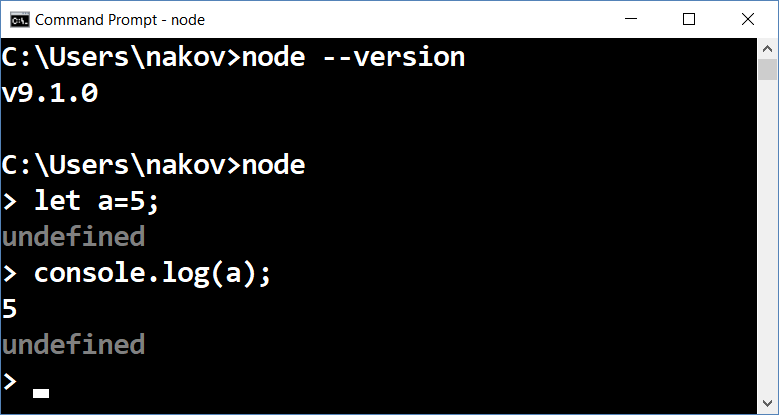 Command Prompt - node
C:\Users\nakov>node --version
v9.1.0
C:\Users\nakov>node
> let a=5;
undefined
> console.log(a);
5
undefined
>